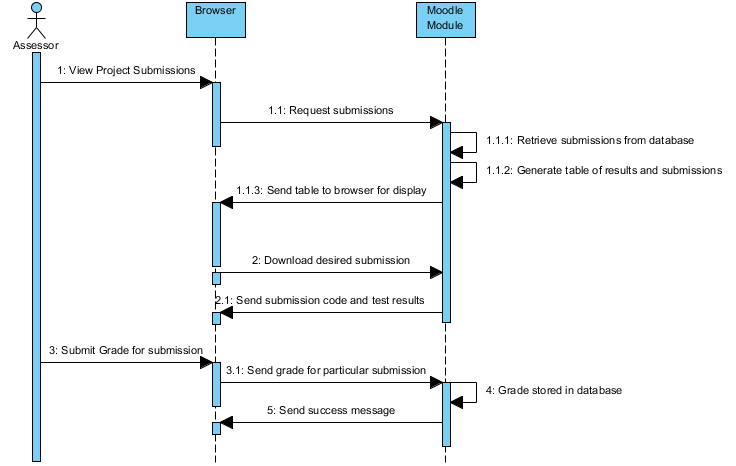 Browser
Moodle
Module
Assessor
1: View Project Submissions
1.1: Request submissions
1.1.1: Retrieve submissions from database
1.1.2: Generate table of results and submissions
1.1.3: Send table to browser for display
2: Download desired submission
2.1: Send submission code and test results
3: Submit Grade for submission
3.1: Send grade for particular submission
4: Grade stored in database
5: Send success message